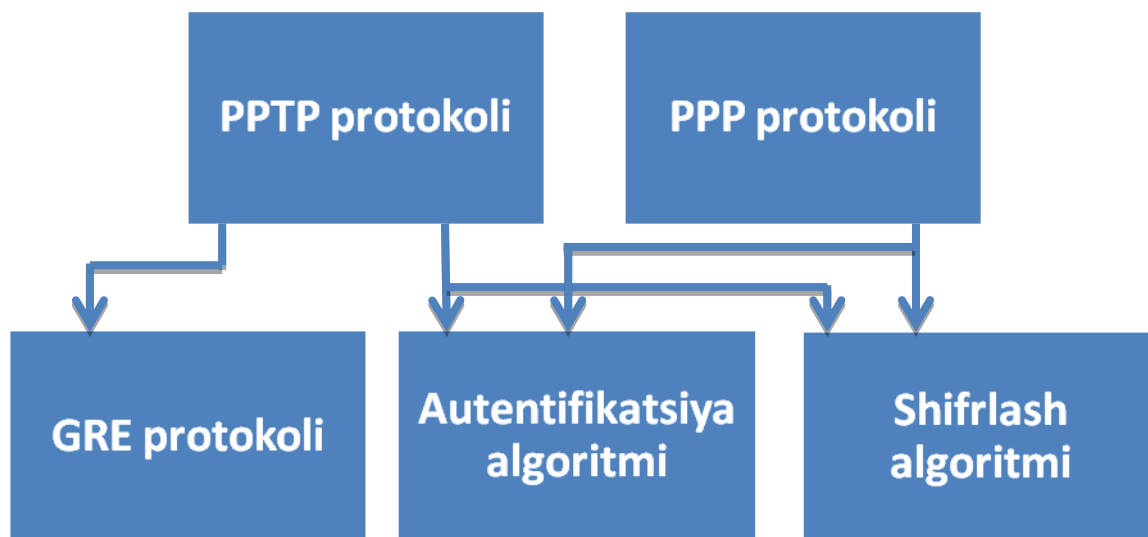 PPTP protokoli
PPP protokoli
GRE protokoli
Autentifikatsiya
algoritmi
Shifrlash
algoritmi